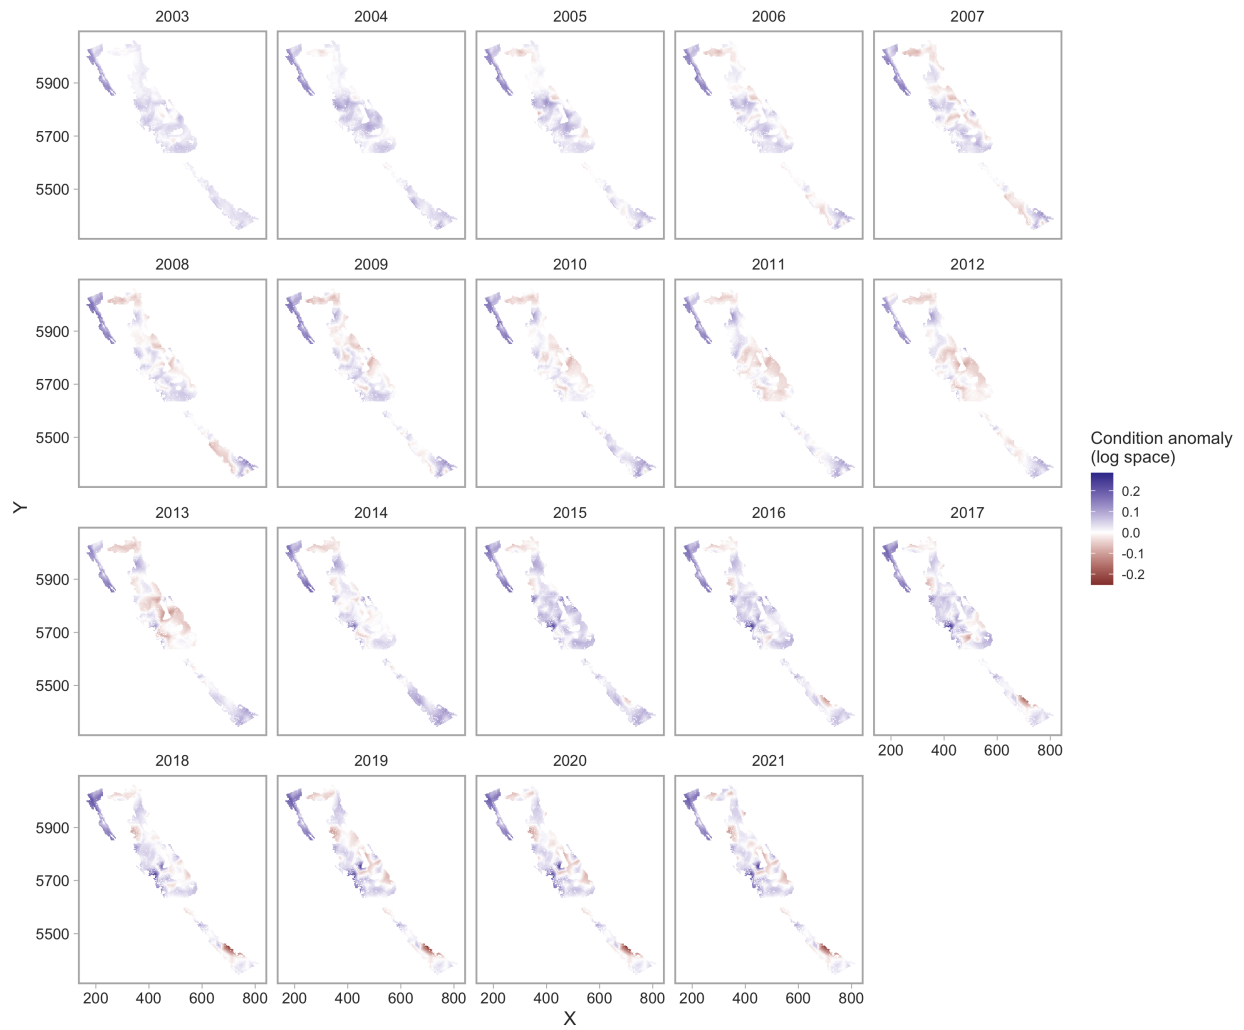 2003 2004 2005 2006 2007
5900
5700
5500
2008 2009 2010 2011 2012
5900
5700
5500
Condition anomaly
(log space)
0.2
0.1
0.0
-0.1
-0.2
Y
2013 2014 2015 2016 2017
5900
5700
5500
200 400 600 800
2018 2019 2020 2021
5900
5700
5500
200 400 600 800 200 400 600 800 200 400 600 800 200 400 600 800
X